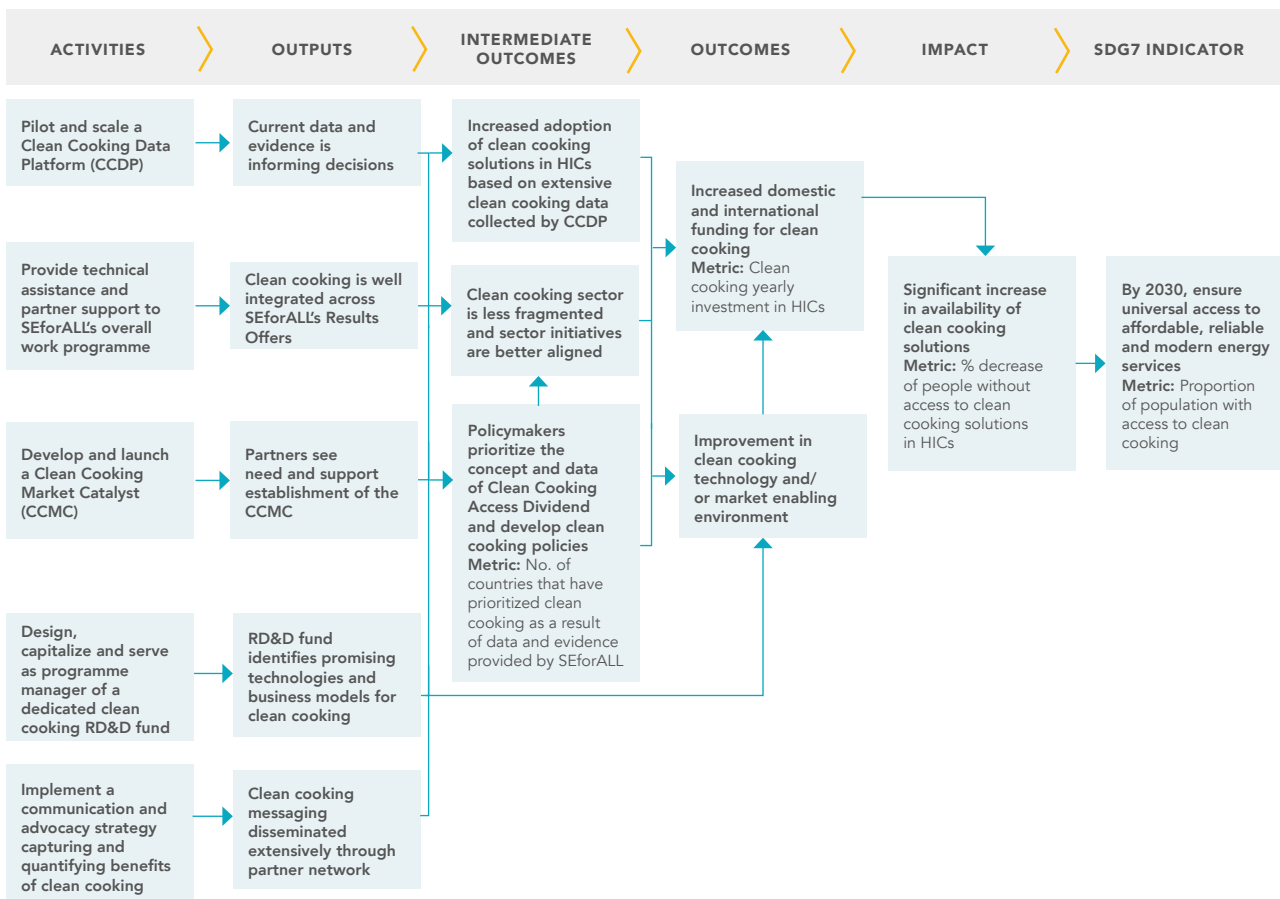 ACTIVITIES
OUTPUTS
INTERMEDIATE
OUTCOMES
OUTCOMES
IMPACT
SDG7 INDICATOR
Pilot and scale a
Clean Cooking Data
Platform (CCDP)
Provide technical
assistance and
partner support to
SEforALL's overall
work programme
Develop and launch
a Clean Cooking
Market Catalyst
(CCMC)
Design,
capitalize and serve
as programme
manager of a
dedicated clean
cooking RD&D fund
Implement a
communication and
advocacy strategy
capturing and
quantifying benefits
of clean cooking
Current data and
evidence is
informing decisions
Clean cooking is well
integrated across
SEforALL's Results
Offers
Partners see
need and support
establishment of the
CCMC
RD&D fund
identifies promising
technologies and
business models for
clean cooking
Clean cooking
messaging
disseminated
extensively through
partner network
Increased adoption
of clean cooking
solutions in HICs
based on extensive
clean cooking data
collected by CCDP
Clean cooking sector
is less fragmented
and sector initiatives
are better aligned
Policymakers
prioritize the
concept and data
of Clean Cooking
Access Dividend
and develop clean
cooking policies
Metric: No. of
countries that have
prioritized clean
cooking as a result
of data and evidence
provided by SEforALL
Increased domestic
and international
funding for clean
cooking
Metric: Clean
cooking yearly
investment in HICs
Improvement in
clean cooking
technology and/
or market enabling
environment
Significant increase
in availability of
clean cooking
solutions
Metric: % decrease
of people without
access to clean
cooking solutions
in HICs
By 2030, ensure
universal access to
affordable, reliable
and modern energy
services
Metric: Proportion
of population with
access to clean
cooking